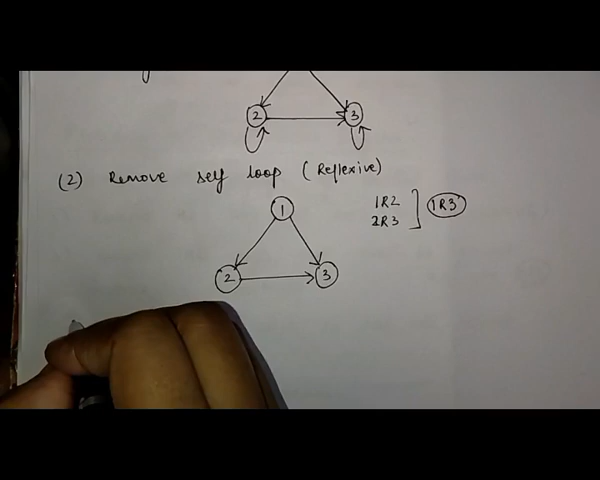 2 3
(2) Remove self loop (Reflexive)
1 1R2
2R3 1R3
2 3